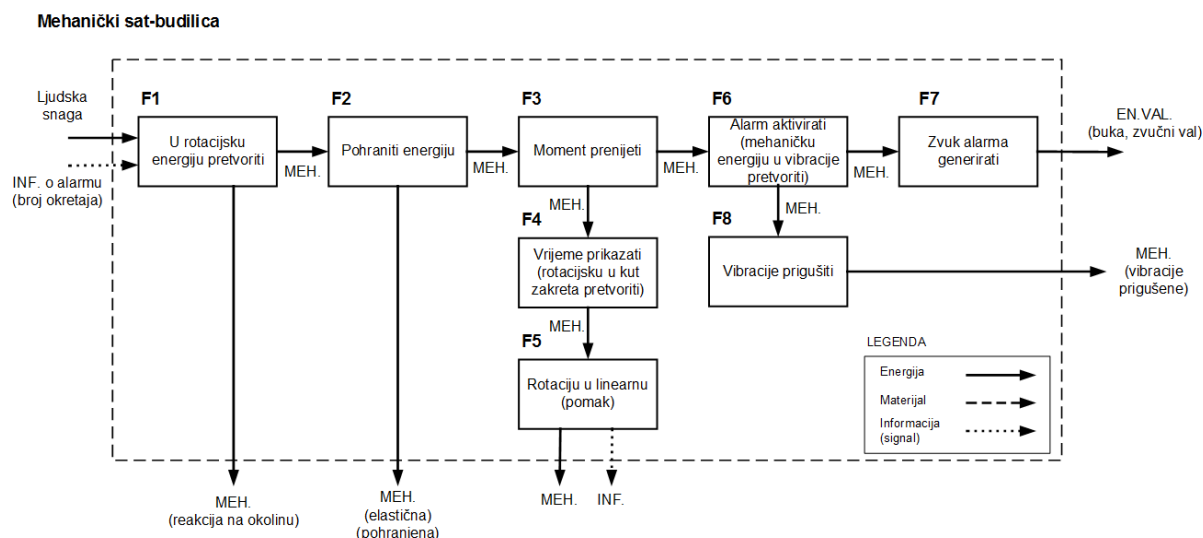 Mehanički sat-budilica
Ljudska
snaga
INF. o alarmu
(broj okretaja)
F1
U rotacijsku
energiju pretvoriti
MEH.
F2
Pohraniti energiju
MEH.
F3
Moment prenijeti
MEH.
F6
Alarm aktivirati
(mehaničku
energiju u vibracije
pretvoriti)
MEH.
F7
Zvuk alarma
generirati
EN.VAL.
(buka, zvučni val)
MEH.
F4
Vrijeme prikazati
(rotacijsku u kut
zakreta pretvoriti)
MEH.
F8
Vibracije prigušiti
MEH.
(vibracije
prigušene)
MEH.
F5
Rotaciju u linearnu
(pomak)
LEGENDA
Energija
Materijal
Informacija
(signal)
MEH.
(reakcija na okolinu)
MEH.
(elastična)
(pohranjena)
MEH.
INF.